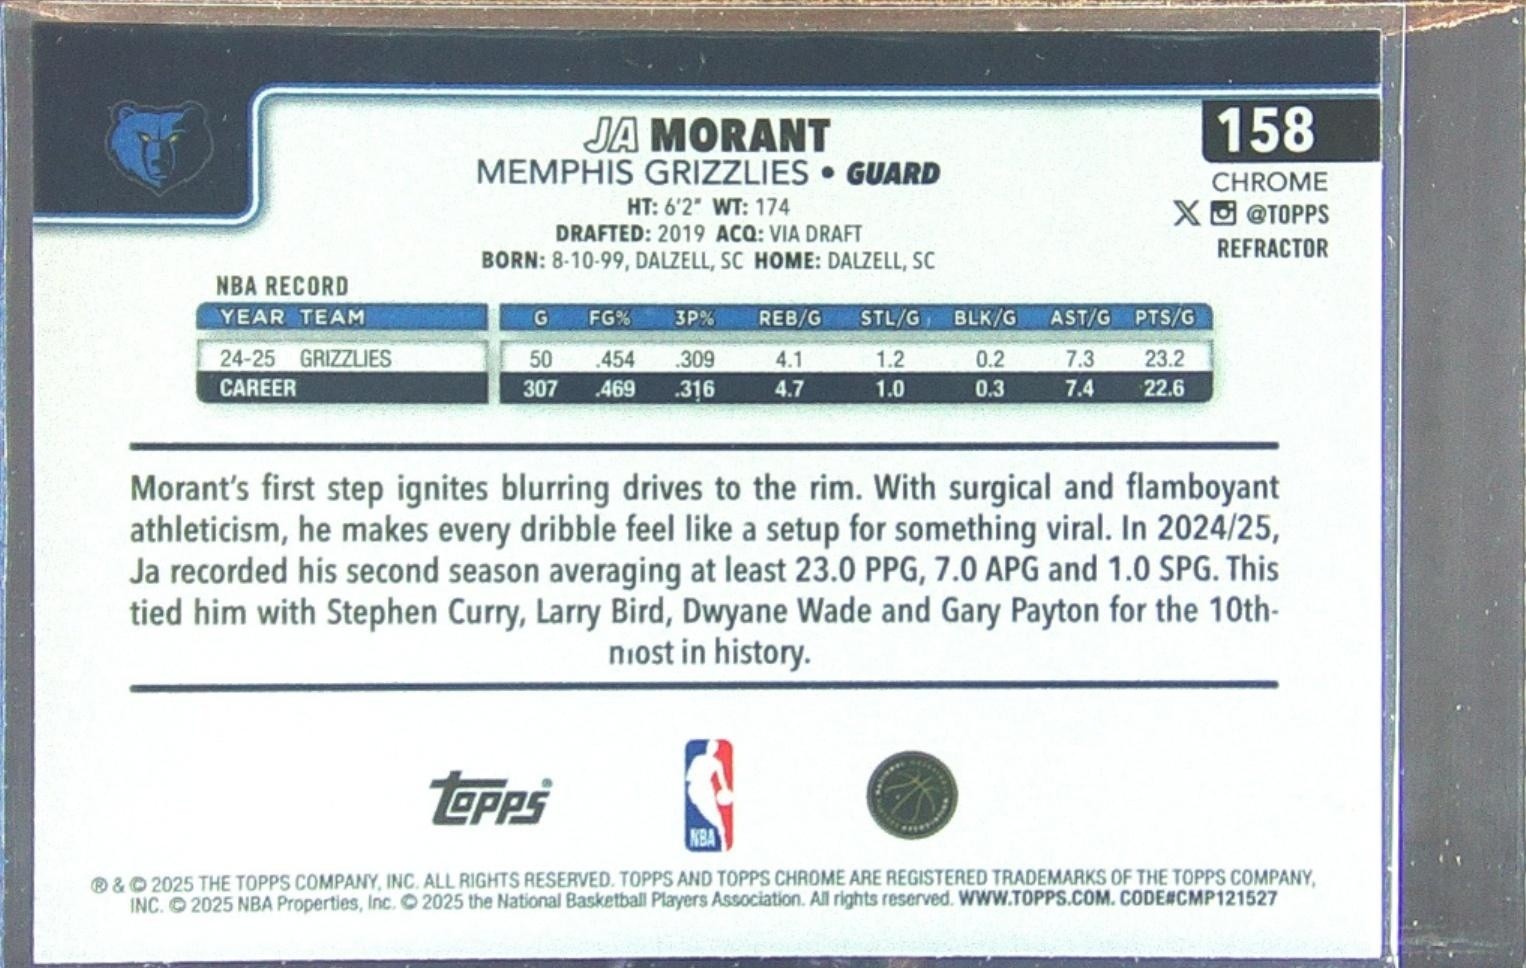 JA MORANT
MEMPHIS GRIZZLIES • GUARD
HT: 6'2" WT: 174
DRAFTED: 2019 ACQ: VIA DRAFT
BORN: 8-10-99, DALZELL, SC HOME: DALZELL, SC
158
CHROME
@TOPPS
REFRACTOR
NBA RECORD
YEAR TEAM G FG% 3P% REB/G STL/G BLK/G AST/G PTS/G
24-25 GRIZZLIES 50 .454 .309 4.1 1.2 0.2 7.3 23.2
CAREER 307 .469 .316 4.7 1.0 0.3 7.4 22.6
Morant's first step ignites blurring drives to the rim. With surgical and flamboyant
athleticism, he makes every dribble feel like a setup for something viral. In 2024/25,
Ja recorded his second season averaging at least 23.0 PPG, 7.0 APG and 1.0 SPG. This
tied him with Stephen Curry, Larry Bird, Dwyane Wade and Gary Payton for the 10th-
most in history.
Topps®
NBA
® & © 2025 THE TOPPS COMPANY, INC. ALL RIGHTS RESERVED. TOPPS AND TOPPS CHROME ARE REGISTERED TRADEMARKS OF THE TOPPS COMPANY,
INC. © 2025 NBA Properties, Inc. © 2025 the National Basketball Players Association. All rights reserved. WWW.TOPPS.COM. CODE#CMP121527